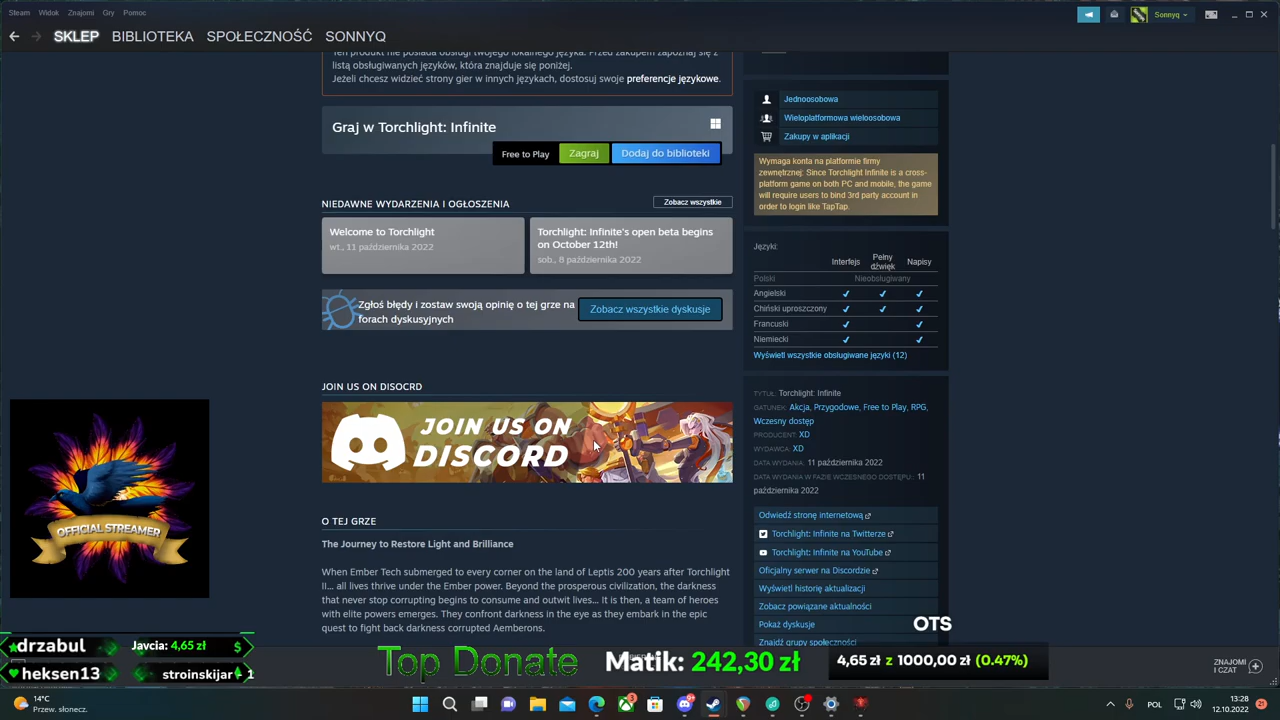 Steam Widok Znajomi Gry Pomoc
Sonnyq
SKLEP BIBLIOTEKA SPOŁECZNOŚĆ SONNYQ
Ten produkt nie posiada obsługi twojego lokalnego języka. Przed zakupem zapoznaj się z
listą obsługiwanych języków, która znajduje się poniżej.
Jeżeli chcesz widzieć strony gier w innych językach, dostosuj swoje preferencje językowe.
Graj w Torchlight: Infinite
Free to Play Zagraj Dodaj do biblioteki
NIEDAWNE WYDARZENIA I OGŁOSZENIA Zobacz wszystkie
Welcome to Torchlight
wt., 11 października 2022
Torchlight: Infinite's open beta begins
on October 12th!
sob., 8 października 2022
Zgłoś błędy i zostaw swoją opinię o tej grze na
forach dyskusyjnych
Zobacz wszystkie dyskusje
JOIN US ON DISOCRD
JOIN US ON
DISCORD
O TEJ GRZE
The Journey to Restore Light and Brilliance
When Ember Tech submerged to every corner on the land of Leptis 200 years after Torchlight
II... all lives thrive under the Ember power. Beyond the prosperous civilization, the darkness
that never stop corrupting begins to consume and outwit lives... It is then, a team of heroes
with elite powers emerges. They confront darkness in the eye as they embark in the epic
quest to fight back darkness corrupted Aemberons.
Jednoosobowa
Wieloplatformowa wieloosobowa
Zakupy w aplikacji
Wymaga konta na platformie firmy
zewnętrznej: Since Torchlight Infinite is a cross-
platform game on both PC and mobile, the game
will require users to bind 3rd party account in
order to login like TapTap.
Języki:
Interfejs Pełny dźwięk Napisy
Polski Nieobsługiwany
Angielski ✔ ✔ ✔
Chiński uproszczony ✔ ✔ ✔
Francuski ✔ ✔
Niemiecki ✔ ✔
Wyświetl wszystkie obsługiwane języki (12)
TYTUŁ: Torchlight: Infinite
GATUNEK: Akcja, Przygodowe, Free to Play, RPG,
Wczesny dostęp
PRODUCENT: XD
WYDAWCA: XD
DATA WYDANIA: 11 października 2022
DATA WYDANIA W FAZIE WCZESNEGO DOSTĘPU:: 11
października 2022
Odwiedź stronę internetową
Torchlight: Infinite na Twitterze
Torchlight: Infinite na YouTube
Oficjalny serwer na Discordzie
Wyświetl historię aktualizacji
Zobacz powiązane aktualności
Pokaż dyskusje
Znajdź grupy społeczności
OFFICIAL STREAMER
OTS
drzabul lavcia: 4,65 zł $
heksen13 stroinskijar - 1
Top Donate
Matik: 242,30 zł
4,65 zł z 1000,00 zł (0.47%)
ZNAJOMI
I CZAT
14°C
Przew. słonecz.
3
9+
POL
13:28
12.10.2022